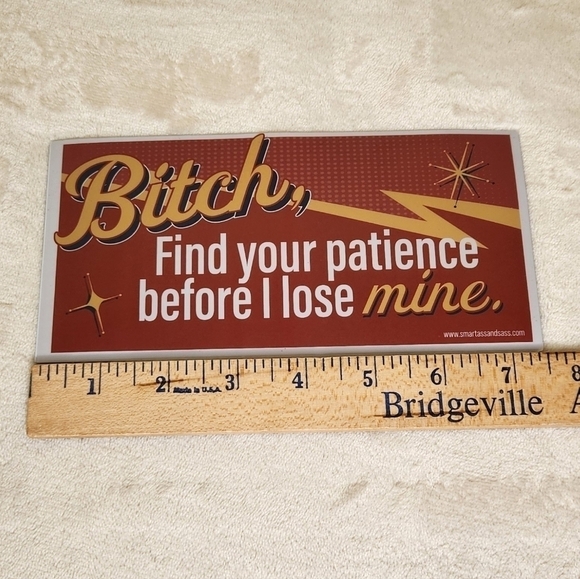 Bitch,
Find your patience
before I lose mine.
www.smartassandsass.com
1 2 3 4 5 6 7 8
Made in U.S.A.
Bridgeville A